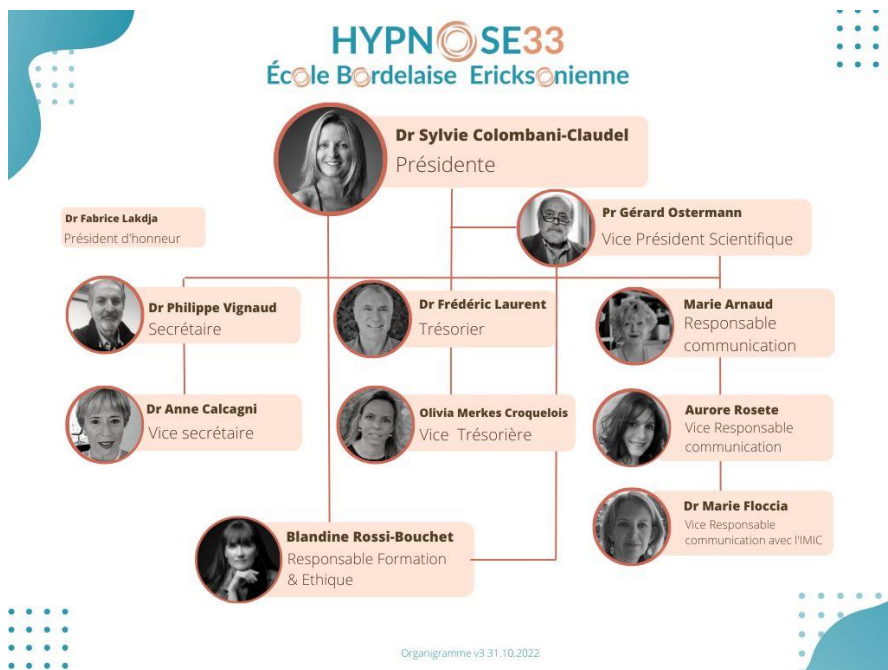 HYPNOSE33
École Bordelaise Ericksonienne
Dr Sylvie Colombani-Claudel
Présidente
Dr Fabrice Lakdja
Président d'honneur
Pr Gérard Ostermann
Vice Président Scientifique
Dr Philippe Vignaud
Secrétaire
Dr Frédéric Laurent
Trésorier
Marie Arnaud
Responsable
communication
Dr Anne Calcagni
Vice secrétaire
Olivia Merkes Croquelois
Vice Trésorière
Aurore Rosete
Vice Responsable
communication
Dr Marie Floccia
Vice Responsable
communication avec l'IMIC
Blandine Rossi-Bouchet
Responsable Formation
& Ethique
Organigramme v3 31.10.2022